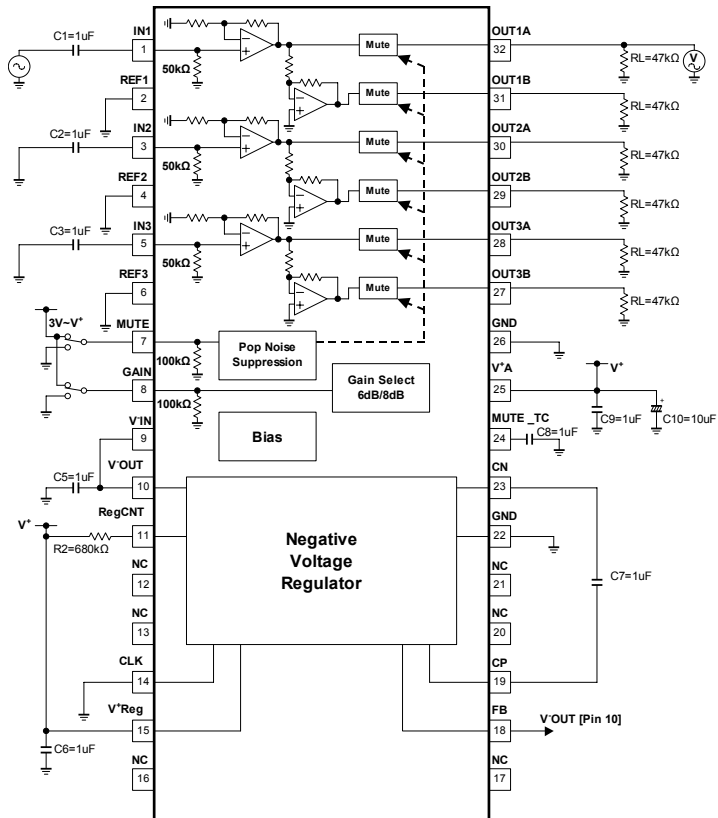 C1=1uF
IN1
1
50kΩ
Mute
OUT1A
32
RL=47kΩ
V
REF1
2
Mute
OUT1B
31
RL=47kΩ
C2=1uF
IN2
3
50kΩ
Mute
OUT2A
30
RL=47kΩ
REF2
4
Mute
OUT2B
29
RL=47kΩ
C3=1uF
IN3
5
50kΩ
Mute
OUT3A
28
RL=47kΩ
REF3
6
Mute
OUT3B
27
RL=47kΩ
3V~V⁺
MUTE
7
100kΩ
Pop Noise
Suppression
GND
26
GAIN
8
100kΩ
Gain Select
6dB/8dB
V⁺A
25
V⁺
C9=1uF
+
C10=10uF
V⁻IN
9
Bias
MUTE _TC
24
C8=1uF
C5=1uF
V⁻OUT
10
CN
23
V⁺
R2=680kΩ
RegCNT
11
Negative
Voltage
Regulator
GND
22
C7=1uF
NC
12
NC
21
NC
13
NC
20
CLK
14
CP
19
V⁺Reg
15
C6=1uF
FB
18
V⁻OUT [Pin 10]
NC
16
NC
17